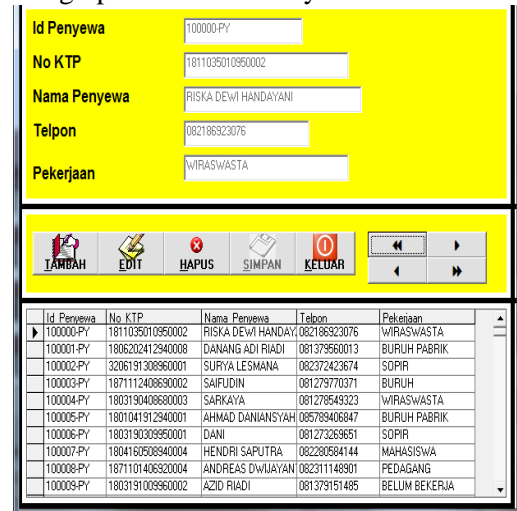 Id Penyewa 100000-PY
No KTP 1811035010950002
Nama Penyewa RISKA DEWI HANDAYANI
Telpon 082186923076
Pekerjaan WIRASWASTA
TAMBAH EDIT HAPUS SIMPAN KELUAR
Id Penyewa No KTP Nama Penyewa Telpon Pekerjaan
100000-PY 1811035010950002 RISKA DEWI HANDAY 082186923076 WIRASWASTA
100001-PY 1806202412940008 DANANG ADI RIADI 081379560013 BURUH PABRIK
100002-PY 3206191308960001 SURYA LESMANA 082372423674 SOPIR
100003-PY 1871112408690002 SAIFUDIN 081279770371 BURUH
100004-PY 1803190408680003 SARKAYA 081278549323 WIRASWASTA
100005-PY 1801041912940001 AHMAD DANIANSYAH 085789406847 BURUH PABRIK
100006-PY 1803190309950001 DANI 081273269651 SOPIR
100007-PY 1804160508940004 HENDRI SAPUTRA 082280584144 MAHASISWA
100008-PY 1871101406920004 ANDREAS DWIJAYAN 082311148901 PEDAGANG
100009-PY 1803191009960002 AZID RIADI 081379151485 BELUM BEKERJA